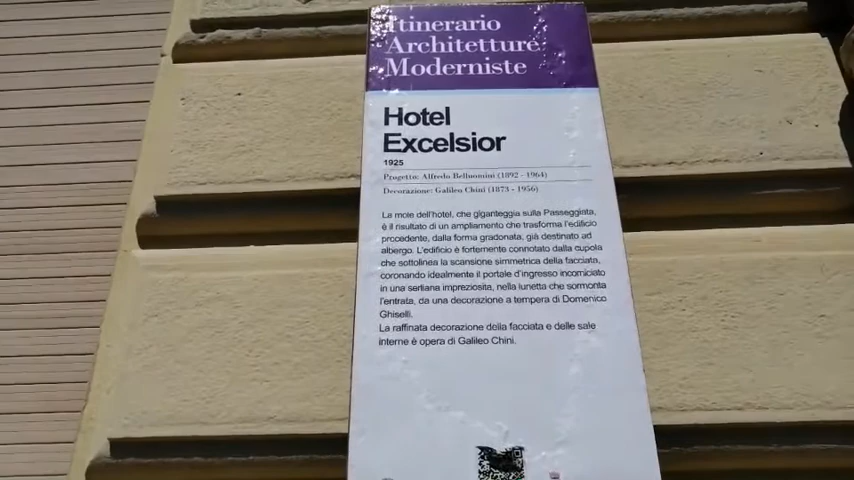 Itinerario
Architetture
Moderniste
Hotel
Excelsior
1925
Progetto: Alfredo Belluomini (1892 - 1964)
Decorazione: Galileo Chini (1873 - 1956)
La mole dell'hotel, che giganteggia sulla Passeggiata,
è il risultato di un ampliamento che trasforma l'edificio
precedente, dalla forma gradonata, già destinato ad
albergo. L'edificio è fortemente connotato dalla cupola
che sottolinea la scansione simmetrica della facciata,
coronando idealmente il portale d'ingresso incorniciato
in una serliana impreziosita, nella lunetta che sormonta
l'entrata, da una decorazione a tempera di Domenico
Ghiselli.
La raffinata decorazione della facciata e delle sale
interne è opera di Galileo Chini.